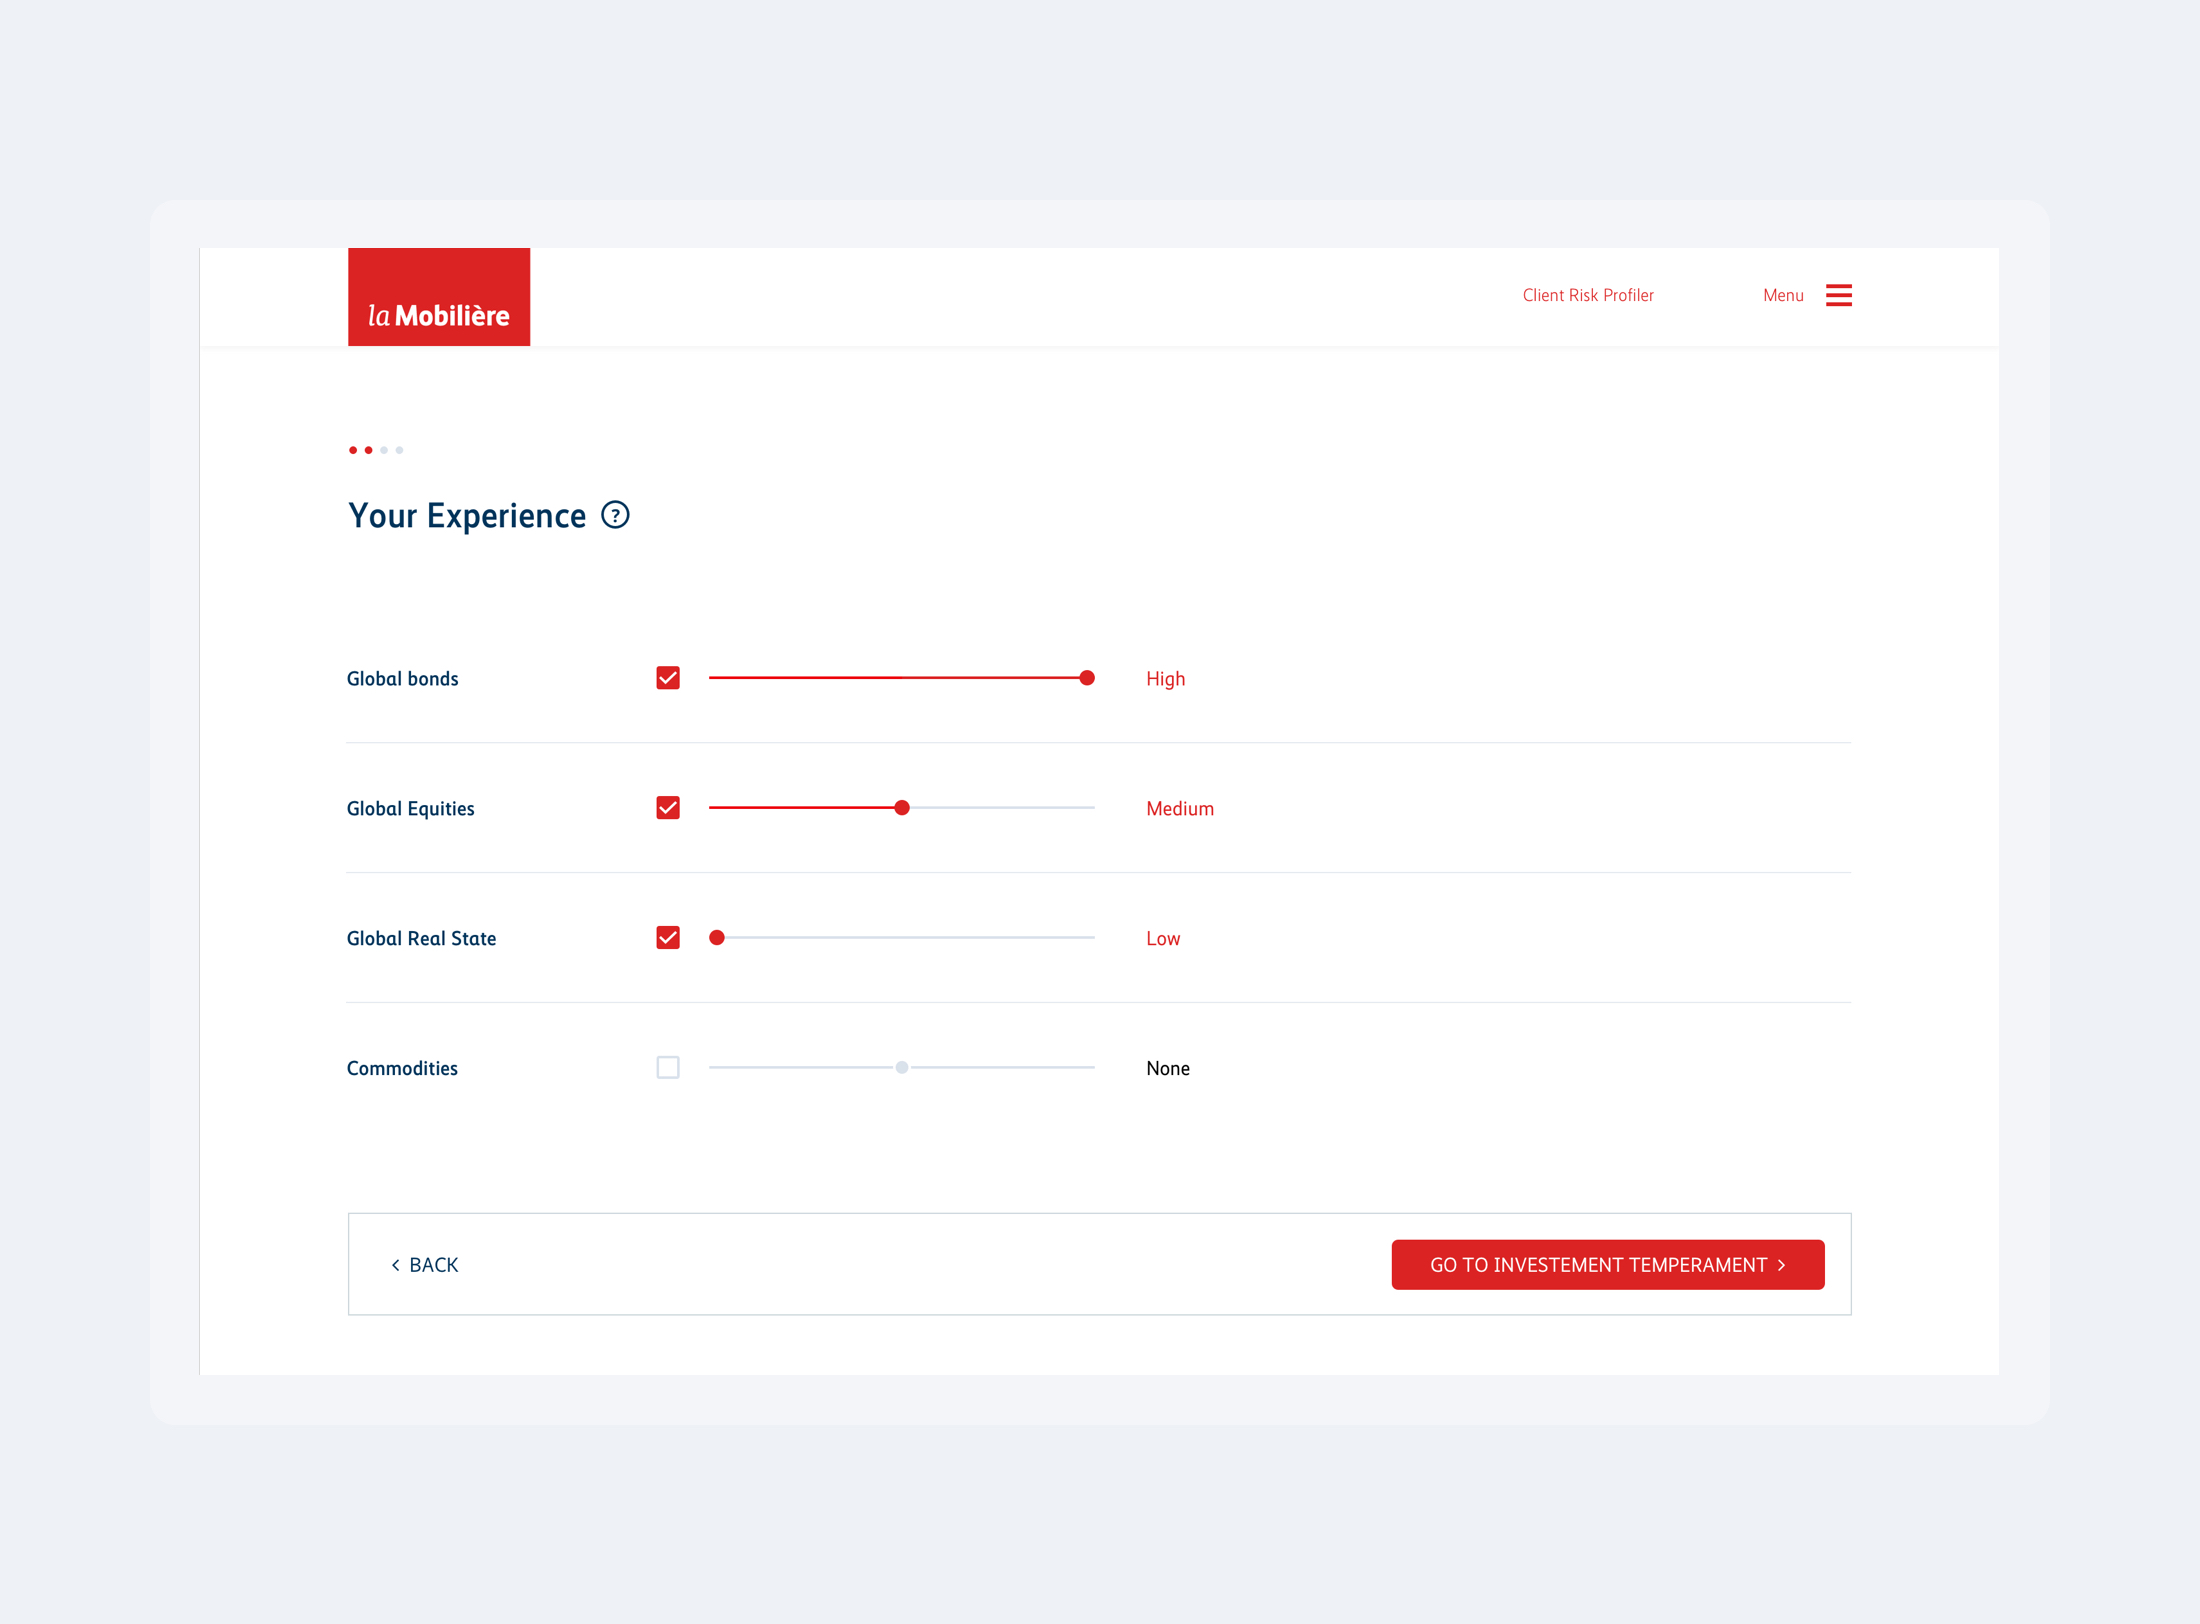 la Mobilière
Client Risk Profiler
Menu
Your Experience ?
Global bonds
High
Global Equities
Medium
Global Real State
Low
Commodities
None
BACK
GO TO INVESTEMENT TEMPERAMENT